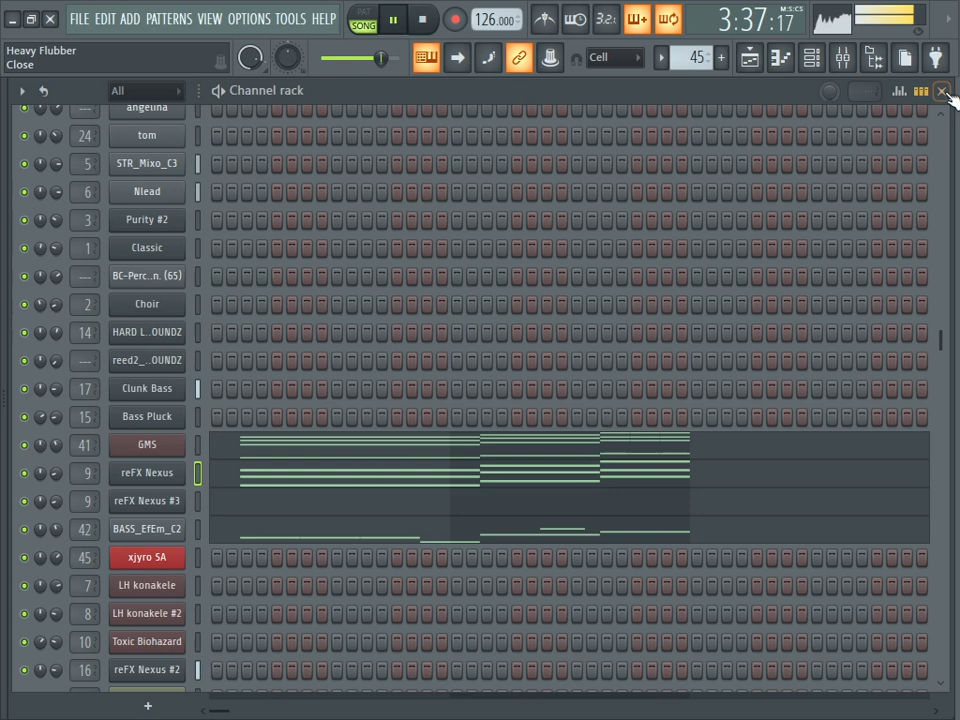 FILE EDIT ADD PATTERNS VIEW OPTIONS TOOLS HELP
PAT
SONG
126.000
3.2.
3:37:17
M:S:CS
Heavy Flubber
Close
Cell
45
All
Channel rack
--- angelina
24 tom
5 STR_Mixo_C3
6 Nlead
3 Purity #2
1 Classic
--- BC-Perc..n. (65)
2 Choir
14 HARD L..OUNDZ
--- reed2_..OUNDZ
17 Clunk Bass
15 Bass Pluck
41 GMS
9 reFX Nexus
9 reFX Nexus #3
42 BASS_EfEm_C2
45 xjyro SA
7 LH konakele
8 LH konakele #2
10 Toxic Biohazard
16 reFX Nexus #2